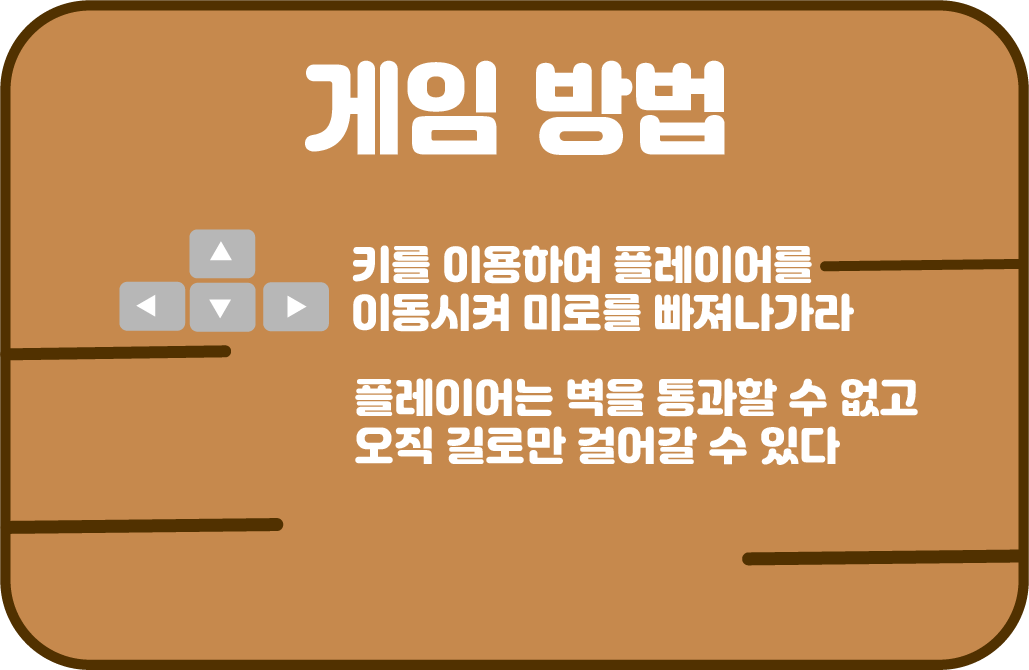 게임 방법
키를 이용하여 플레이어를
이동시켜 미로를 빠져나가라
플레이어는 벽을 통과할 수 없고
오직 길로만 걸어갈 수 있다